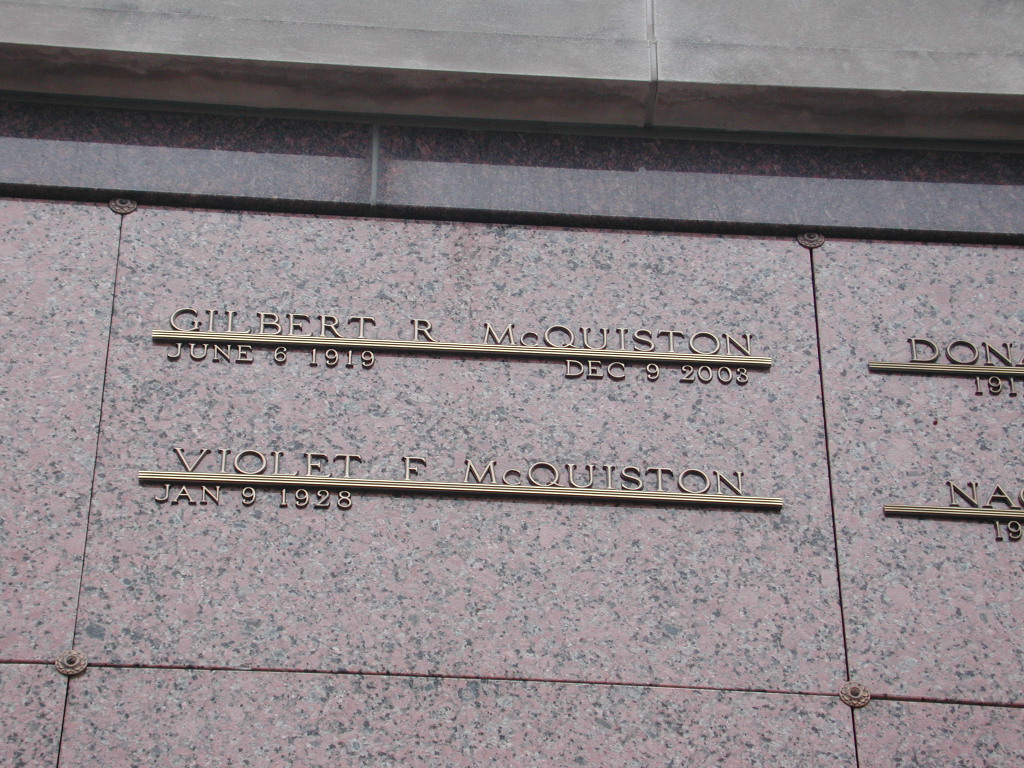 GILBERT R McQUISTON
JUNE 6 1919 DEC 9 2003
VIOLET F McQUISTON
JAN 9 1928